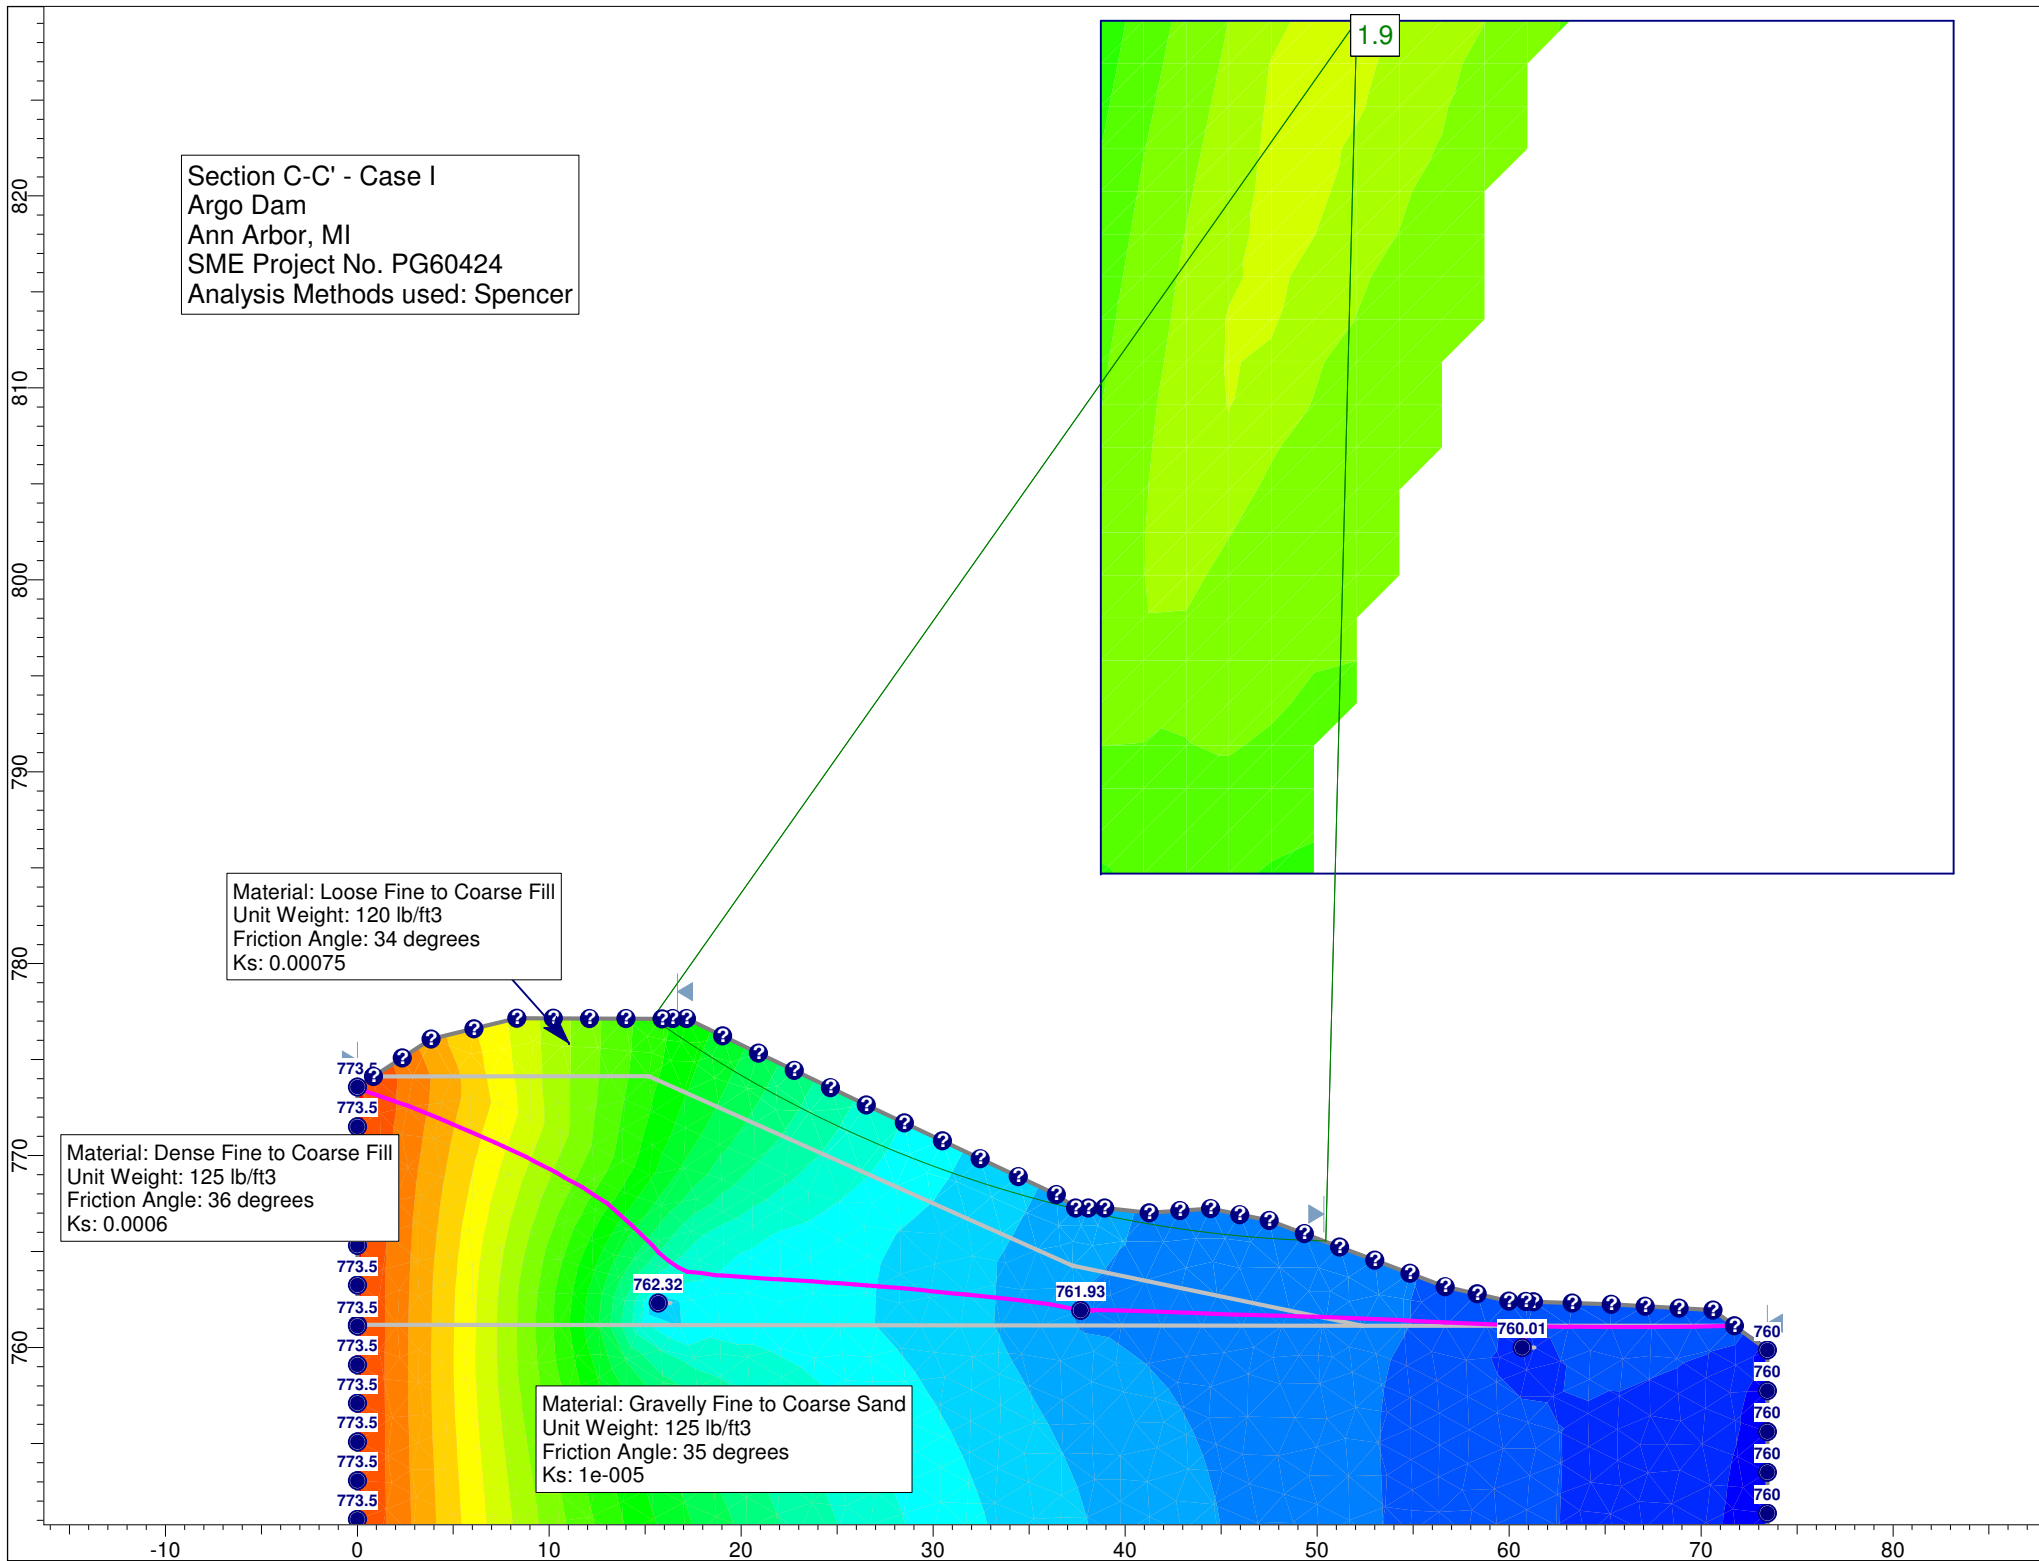 1.9
Section C-C' - Case I
Argo Dam
Ann Arbor, MI
SME Project No. PG60424
Analysis Methods used: Spencer
820
810
800
790
780
770
760
Material: Loose Fine to Coarse Fill
Unit Weight: 120 lb/ft3
Friction Angle: 34 degrees
Ks: 0.00075
773.5
773.5
Material: Dense Fine to Coarse Fill
Unit Weight: 125 lb/ft3
Friction Angle: 36 degrees
Ks: 0.0006
773.5
773.5
773.5
773.5
773.5
773.5
773.5
762.32
761.93
760.01
760
760
760
760
760
Material: Gravelly Fine to Coarse Sand
Unit Weight: 125 lb/ft3
Friction Angle: 35 degrees
Ks: 1e-005
-10 0 10 20 30 40 50 60 70 80